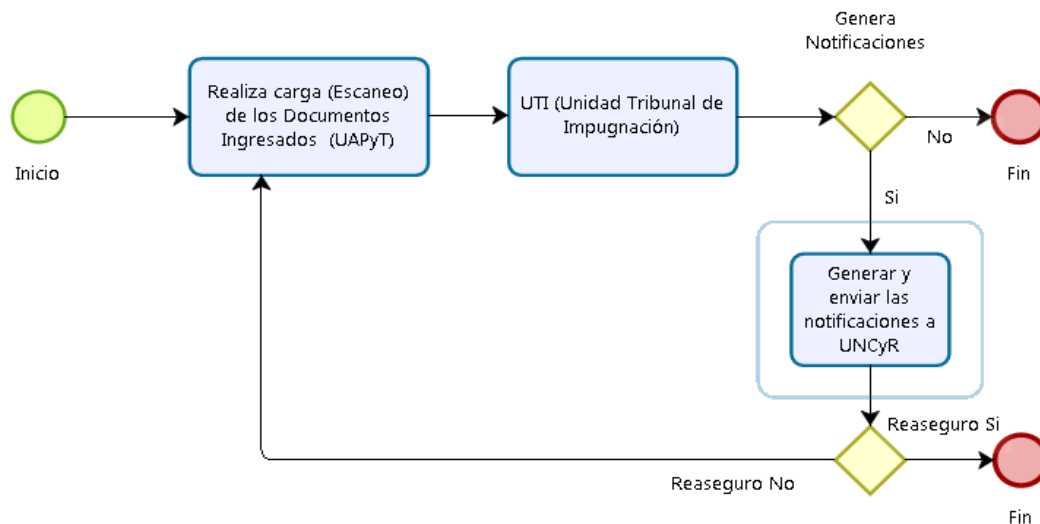 Genera
Notificaciones
Realiza carga (Escaneo)
de los Documentos
Ingresados (UAPyT)
UTI (Unidad Tribunal de
Impugnación)
Inicio
No
Fin
Si
Generar y
enviar las
notificaciones a
UNCyR
Reaseguro Si
Reaseguro No
Fin